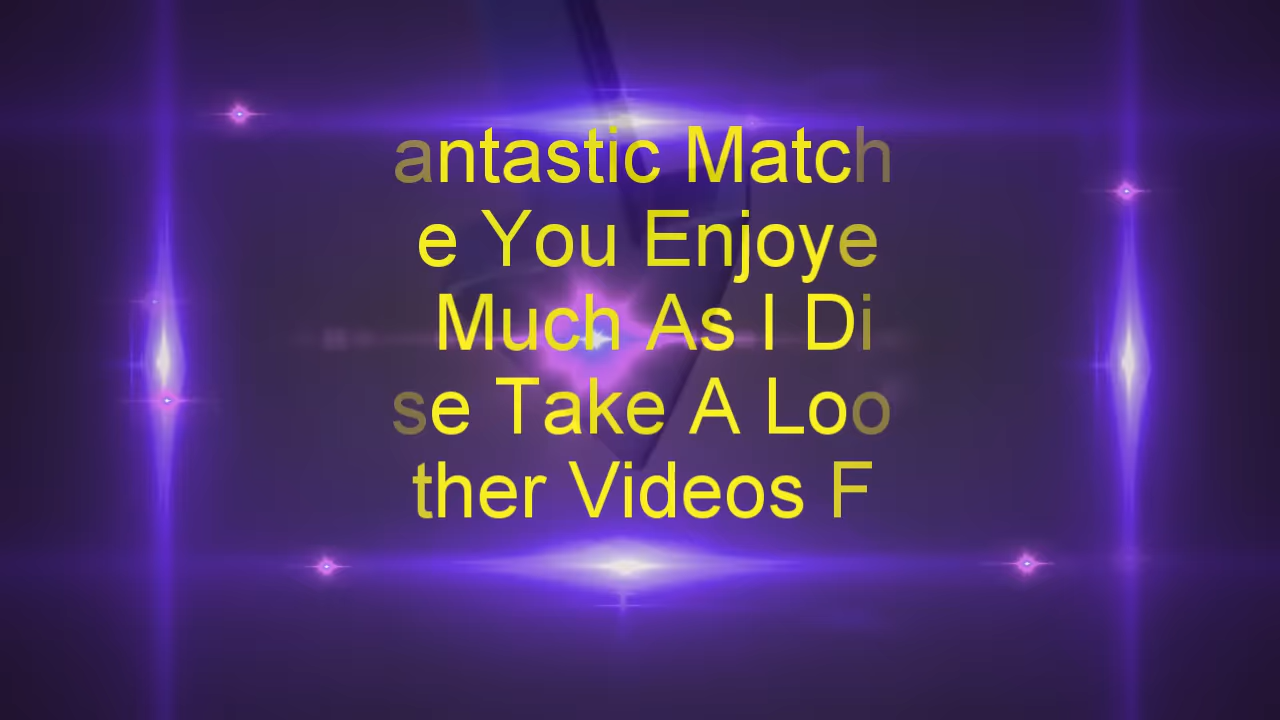 antastic Match
e You Enjoye
Much As I Di
se Take A Loo
ther Videos F